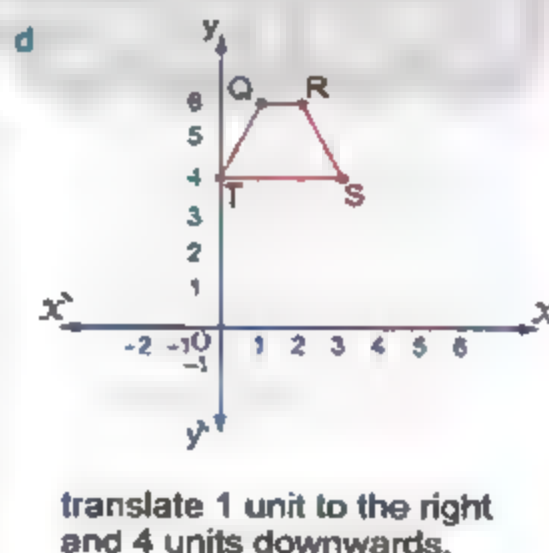 d
y
6
Q R
5
4
T S
3
2
1
x` x
-2 -1 O 1 2 3 4 5 6
-1
y`
translate 1 unit to the right
and 4 units downwards.